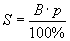 S = B · p / 100%